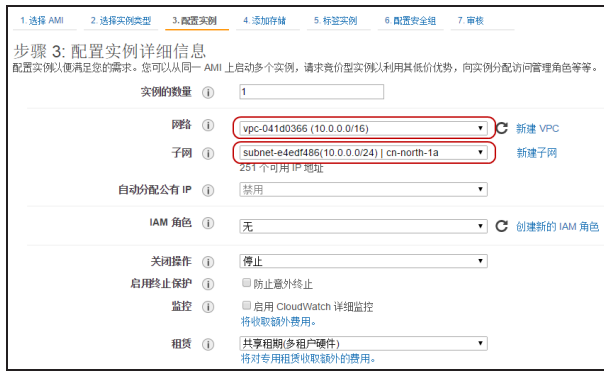 1. 选择 AMI 2. 选择实例类型 3. 配置实例 4. 添加存储 5. 标签实例 6. 配置安全组 7. 审核
步骤 3: 配置实例详细信息
配置实例以便满足您的需求。您可以从同一 AMI 上启动多个实例，请求竞价型实例以利用其低价优势，向实例分配访问管理角色等等。
实例的数量 i 1
网络 i vpc-041d0366 (10.0.0.0/16) 新建 VPC
子网 i subnet-e4edf486(10.0.0.0/24) | cn-north-1a 新建子网
251 个可用 IP 地址
自动分配公有 IP i 禁用
IAM 角色 i 无 创建新的 IAM 角色
关闭操作 i 停止
启用终止保护 i 防止意外终止
监控 i 启用 CloudWatch 详细监控
将收取额外费用。
租赁 i 共享租期(多租户硬件)
将对专用租赁收取额外的费用。